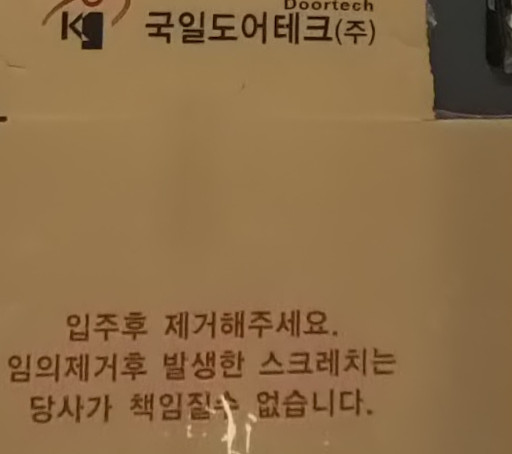 Doortech
국일도어테크(주)
입주후 제거해주세요.
임의제거후 발생한 스크레치는
당사가 책임질수 없습니다.